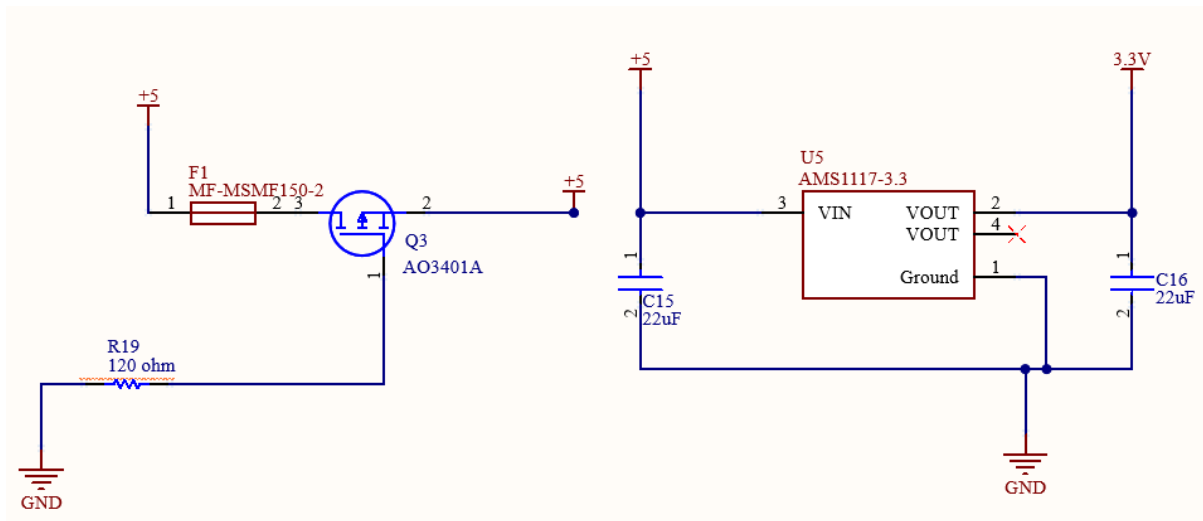 +5
F1
MF-MSMF150-2
1
2
3
2
+5
Q3
AO3401A
1
R19
120 ohm
GND
+5
3.3V
U5
AMS1117-3.3
3
VIN
VOUT
2
VOUT
4
Ground
1
1
C15
22uF
2
1
C16
22uF
2
GND